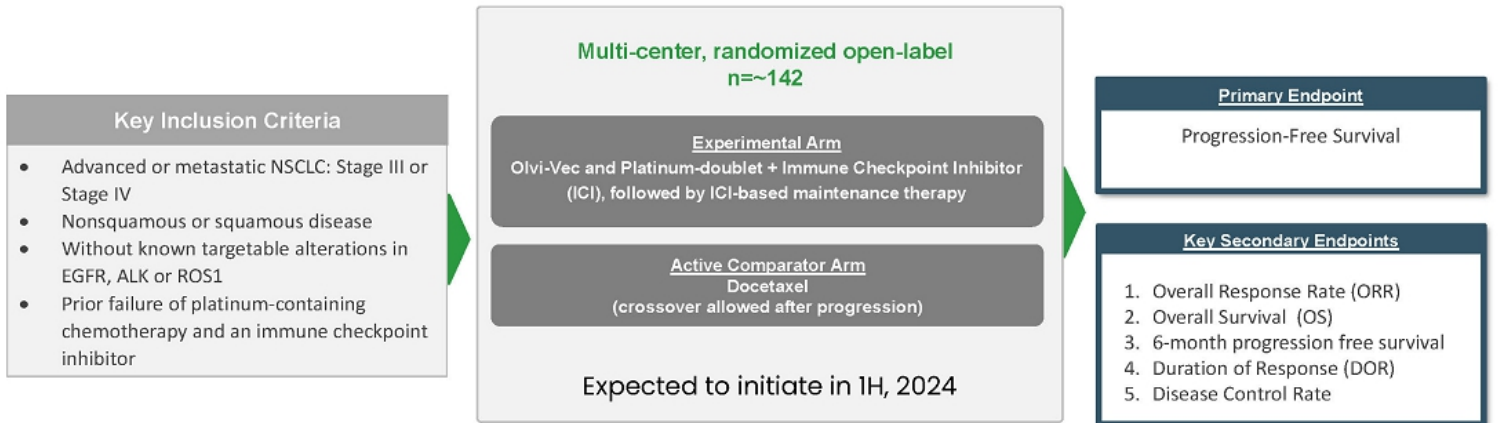 Key Inclusion Criteria
• Advanced or metastatic NSCLC: Stage III or
Stage IV
• Nonsquamous or squamous disease
• Without known targetable alterations in
EGFR, ALK or ROS1
• Prior failure of platinum-containing
chemotherapy and an immune checkpoint
inhibitor
Multi-center, randomized open-label
n=~142
Experimental Arm
Olvi-Vec and Platinum-doublet + Immune Checkpoint Inhibitor
(ICI), followed by ICI-based maintenance therapy
Active Comparator Arm
Docetaxel
(crossover allowed after progression)
Expected to initiate in 1H, 2024
Primary Endpoint
Progression-Free Survival
Key Secondary Endpoints
1. Overall Response Rate (ORR)
2. Overall Survival (OS)
3. 6-month progression free survival
4. Duration of Response (DOR)
5. Disease Control Rate